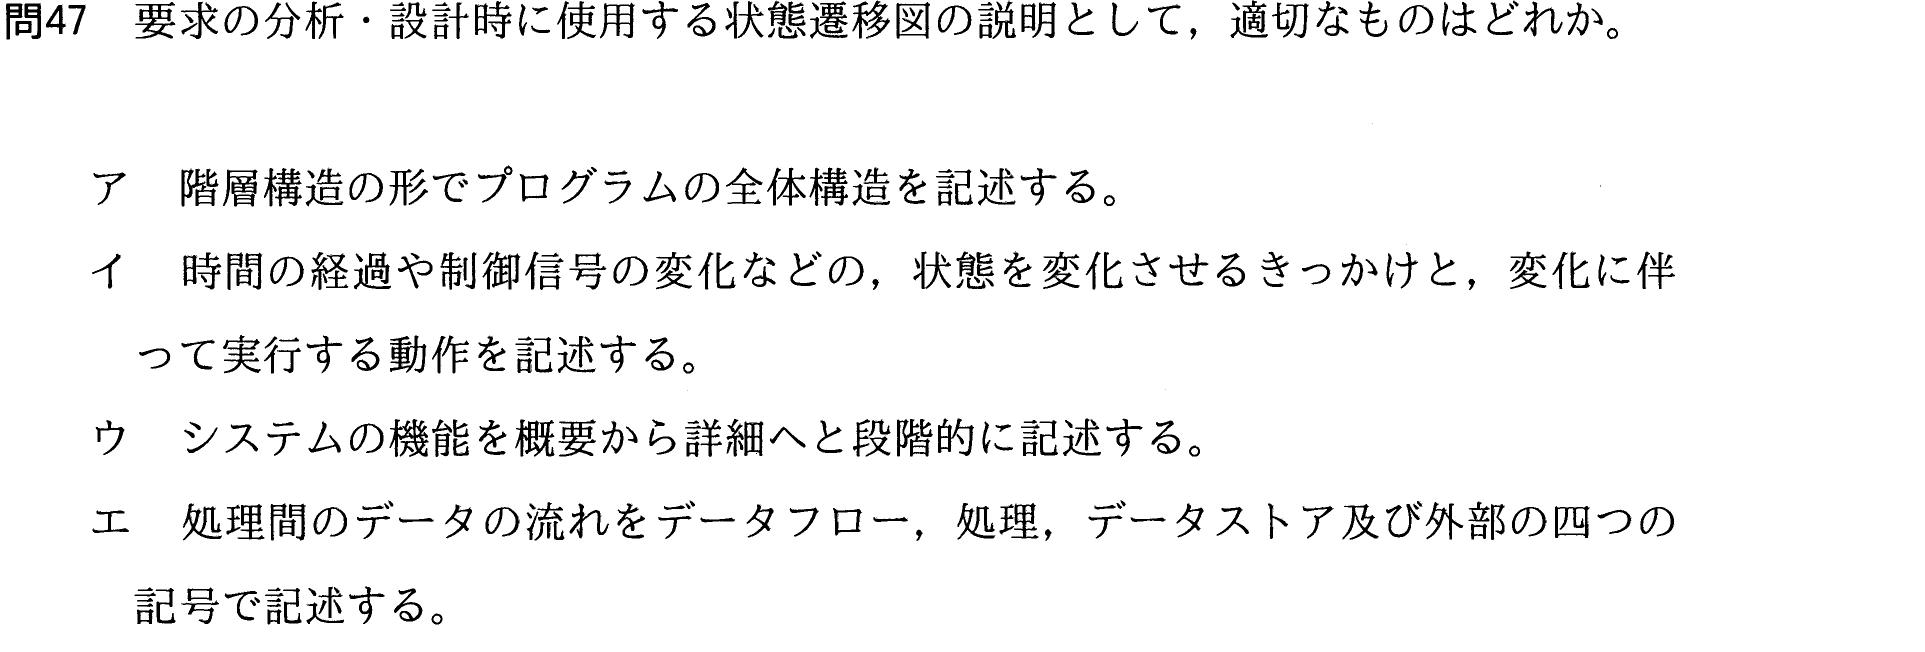 問47 要求の分析・設計時に使用する状態遷移図の説明として，適切なものはどれか。
ア 階層構造の形でプログラムの全体構造を記述する。
イ 時間の経過や制御信号の変化などの，状態を変化させるきっかけと，変化に伴
って実行する動作を記述する。
ウ システムの機能を概要から詳細へと段階的に記述する。
エ 処理間のデータの流れをデータフロー，処理，データストア及び外部の四つの
記号で記述する。